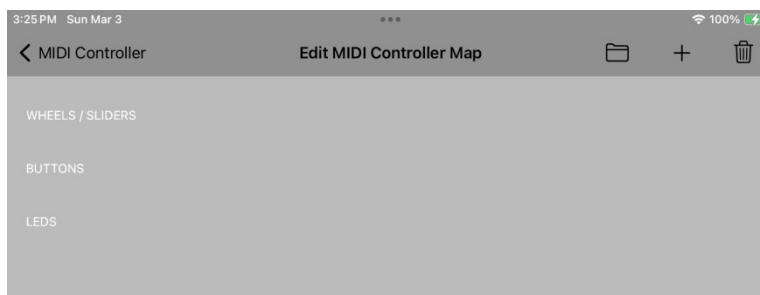 3:25 PM Sun Mar 3 100%
MIDI Controller Edit MIDI Controller Map
WHEELS / SLIDERS
BUTTONS
LEDS